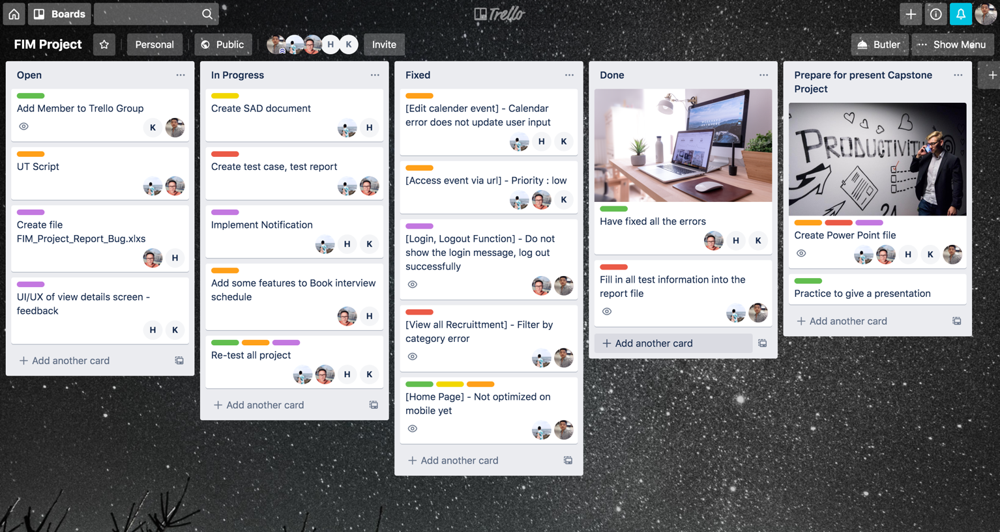 Boards
Trello
FIM Project
Personal
Public
H
K
Invite
Butler
Show Menu
Open
Add Member to Trello Group
K
UT Script
Create file
FIM_Project_Report_Bug.xlxs
H
UI/UX of view details screen -
feedback
H K
Add another card
In Progress
Create SAD document
H
Create test case, test report
Implement Notification
H K
Add some features to Book interview
schedule
H
Re-test all project
H K
Add another card
Fixed
[Edit calender event] - Calendar
error does not update user input
H K
[Access event via url] - Priority : low
K
[Login, Logout Function] - Do not
show the login message, log out
successfully
[View all Recruittment] - Filter by
category error
[Home Page] - Not optimized on
mobile yet
Add another card
Done
Have fixed all the errors
H K
Fill in all test information into the
report file
Add another card
Prepare for present Capstone
Project
PRODUCTIVITY
24
Create Power Point file
H K
Practice to give a presentation
Add another card